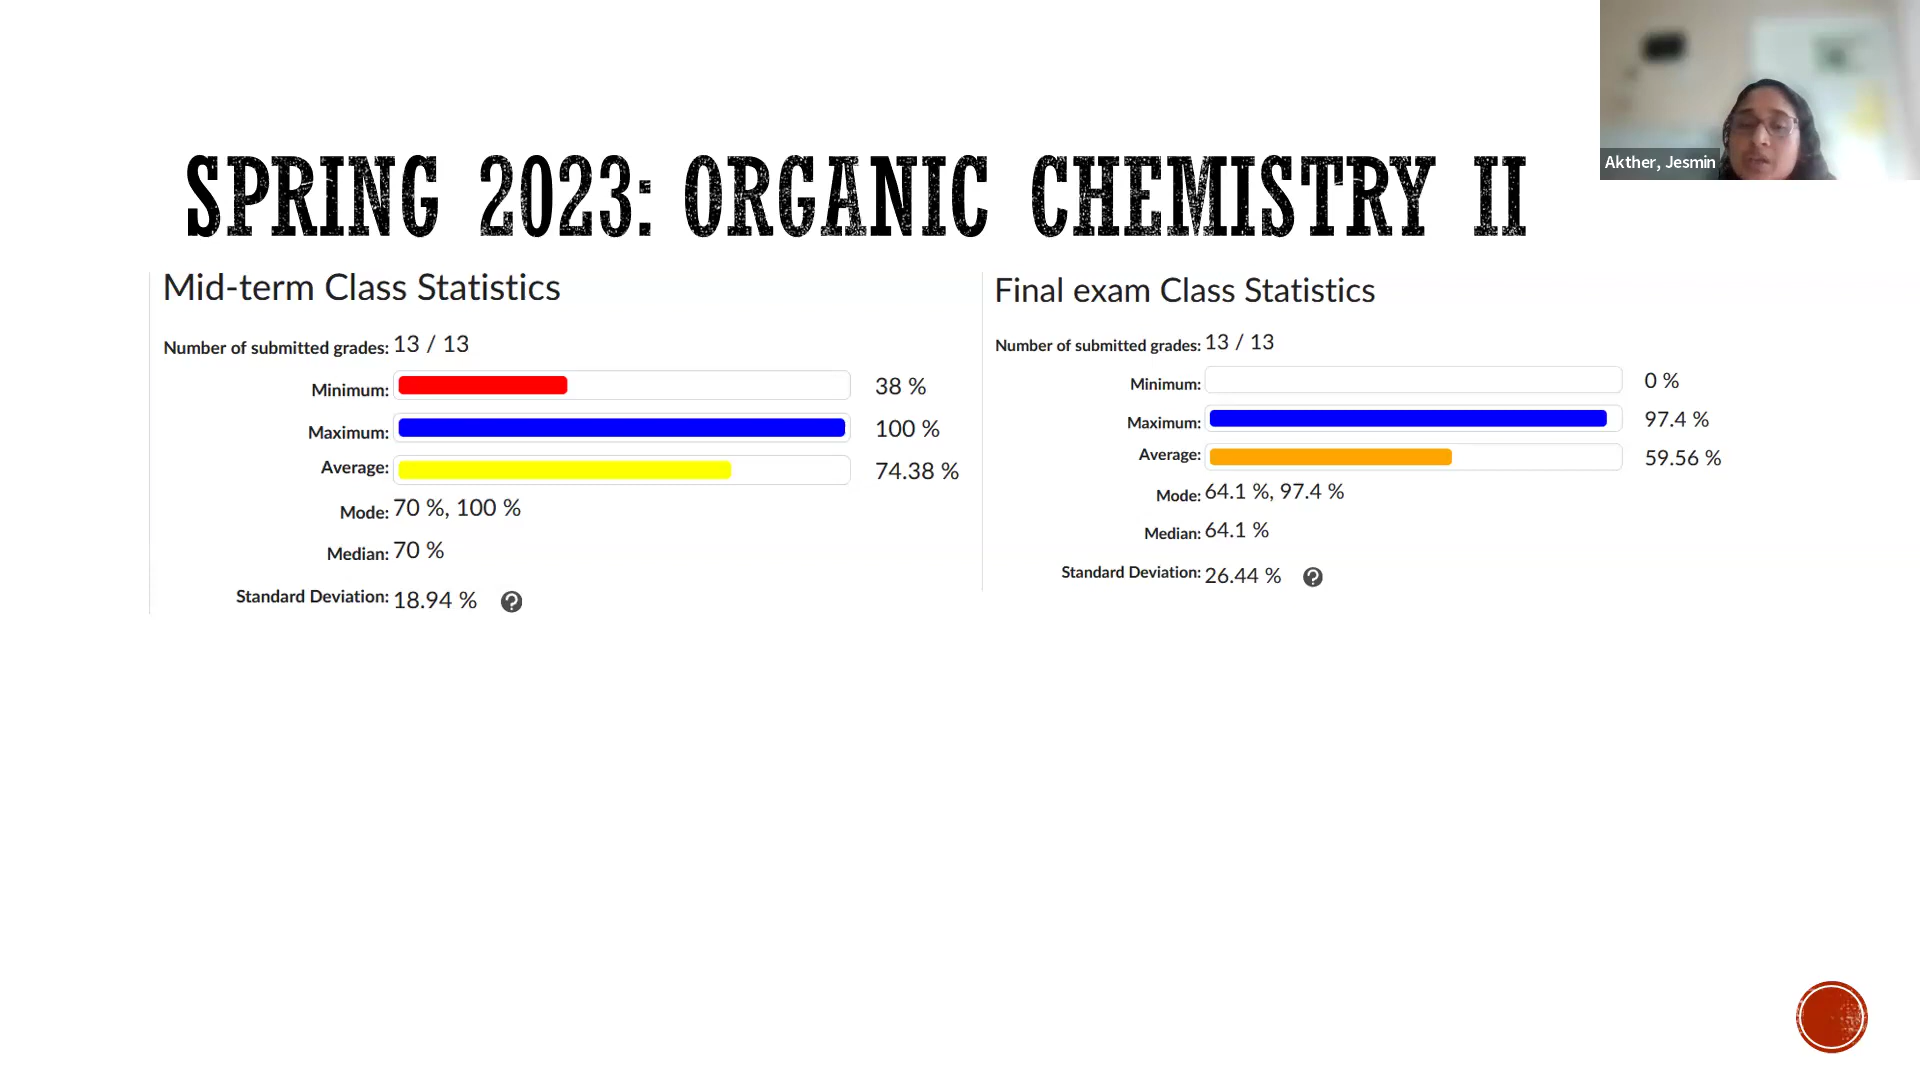 Akther, Jesmin
SPRING 2023: ORGANIC CHEMISTRY II
Mid-term Class Statistics
Number of submitted grades: 13 / 13
Minimum: 38 %
Maximum: 100 %
Average: 74.38 %
Mode: 70 %, 100 %
Median: 70 %
Standard Deviation: 18.94 % ?
Final exam Class Statistics
Number of submitted grades: 13 / 13
Minimum: 0 %
Maximum: 97.4 %
Average: 59.56 %
Mode: 64.1 %, 97.4 %
Median: 64.1 %
Standard Deviation: 26.44 % ?